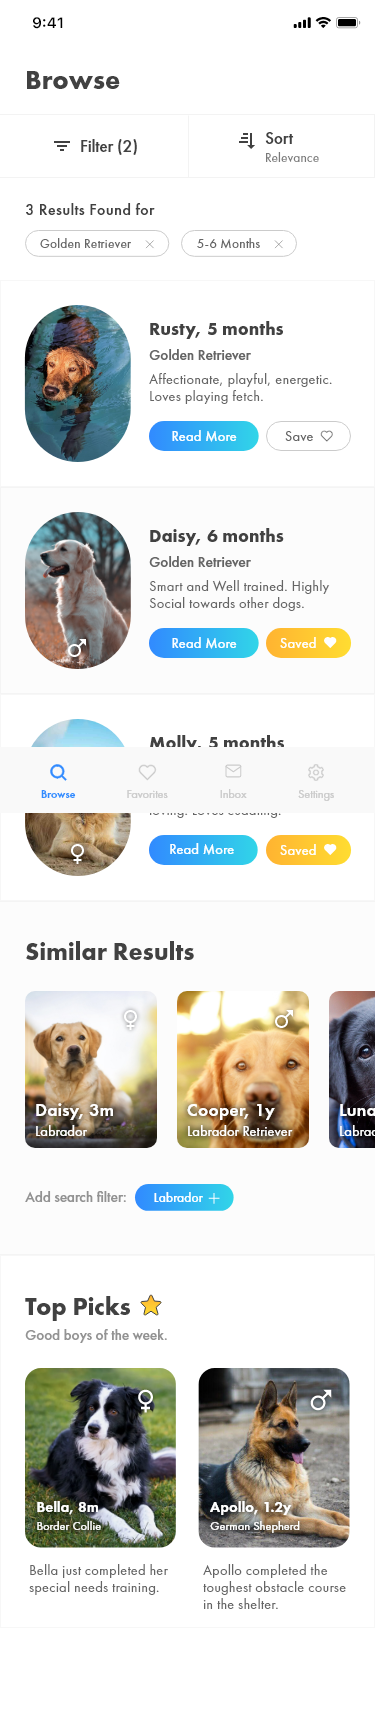 9:41
Browse
Filter (2)
Sort
Relevance
3 Results Found for
Golden Retriever
5-6 Months
Rusty, 5 months
Golden Retriever
Affectionate, playful, energetic.
Loves playing fetch.
Read More
Save
Daisy, 6 months
Golden Retriever
Smart and Well trained. Highly
Social towards other dogs.
Read More
Saved
Molly, 5 months
Browse
Favorites
Inbox
Settings
loving. Loves cuddling.
Read More
Saved
Similar Results
Daisy, 3m
Labrador
Cooper, 1y
Labrador Retriever
Luna
Labra
Add search filter:
Labrador
Top Picks
Good boys of the week.
Bella, 8m
Border Collie
Apollo, 1.2y
German Shepherd
Bella just completed her
special needs training.
Apollo completed the
toughest obstacle course
in the shelter.